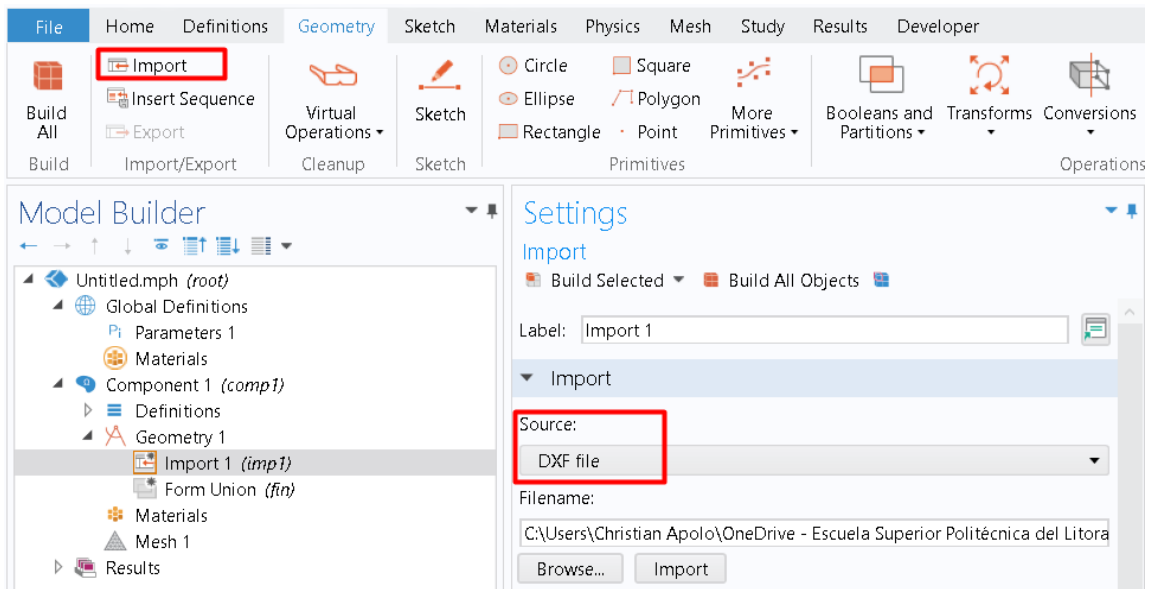 File Home Definitions Geometry Sketch Materials Physics Mesh Study Results Developer
Build All
Build
Import
Insert Sequence
Export
Import/Export
Virtual Operations
Cleanup
Sketch
Sketch
Circle Square
Ellipse Polygon
Rectangle Point
More Primitives
Primitives
Booleans and Partitions
Transforms
Conversions
Operations
Model Builder
Untitled.mph (root)
Global Definitions
Pi Parameters 1
Materials
Component 1 (comp1)
Definitions
Geometry 1
Import 1 (imp1)
Form Union (fin)
Materials
Mesh 1
Results
Settings
Import
Build Selected Build All Objects
Label: Import 1
Import
Source:
DXF file
Filename:
C:\Users\Christian Apolo\OneDrive - Escuela Superior Politécnica del Litora
Browse... Import